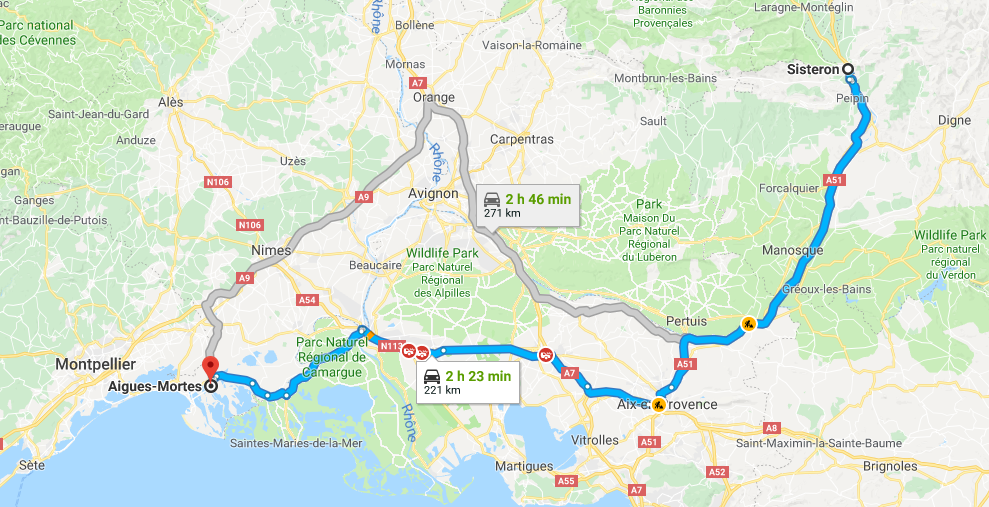 Bollène
Baronnies
Provençales
Laragne-Montéglin
Parc national
des Cévennes
Rhône
Vaison-la-Romaine
Mornas
Sisteron
A7
Montbrun-les-Bains
Alès
Orange
Peipin
Saint-Jean-du-Gard
Sault
Digne
Anduze
Carpentras
Rhône
Uzès
N106
A51
Ganges
A9
Avignon
2 h 46 min
271 km
Forcalquier
St-Bauzille-de-Putois
N106
Park
Maison Du
Parc Naturel
Régional
du Luberon
Nimes
Wildlife Park
Parc Naturel
Régional
des Alpilles
Manosque
Wildlife Park
Parc naturel
régional
du Verdon
Beaucaire
A9
A54
Gréoux-les-Bains
Pertuis
Parc Naturel
Régional de
Camargue
N113
Montpellier
A51
Aigues-Mortes
2 h 23 min
221 km
A7
Aix-en-Provence
Rhône
Saintes-Maries-de-la-Mer
Vitrolles
A51
A8
Saint-Maximin-la-Sainte-Baume
Sète
Martigues
A52
Brignoles
A55
A7